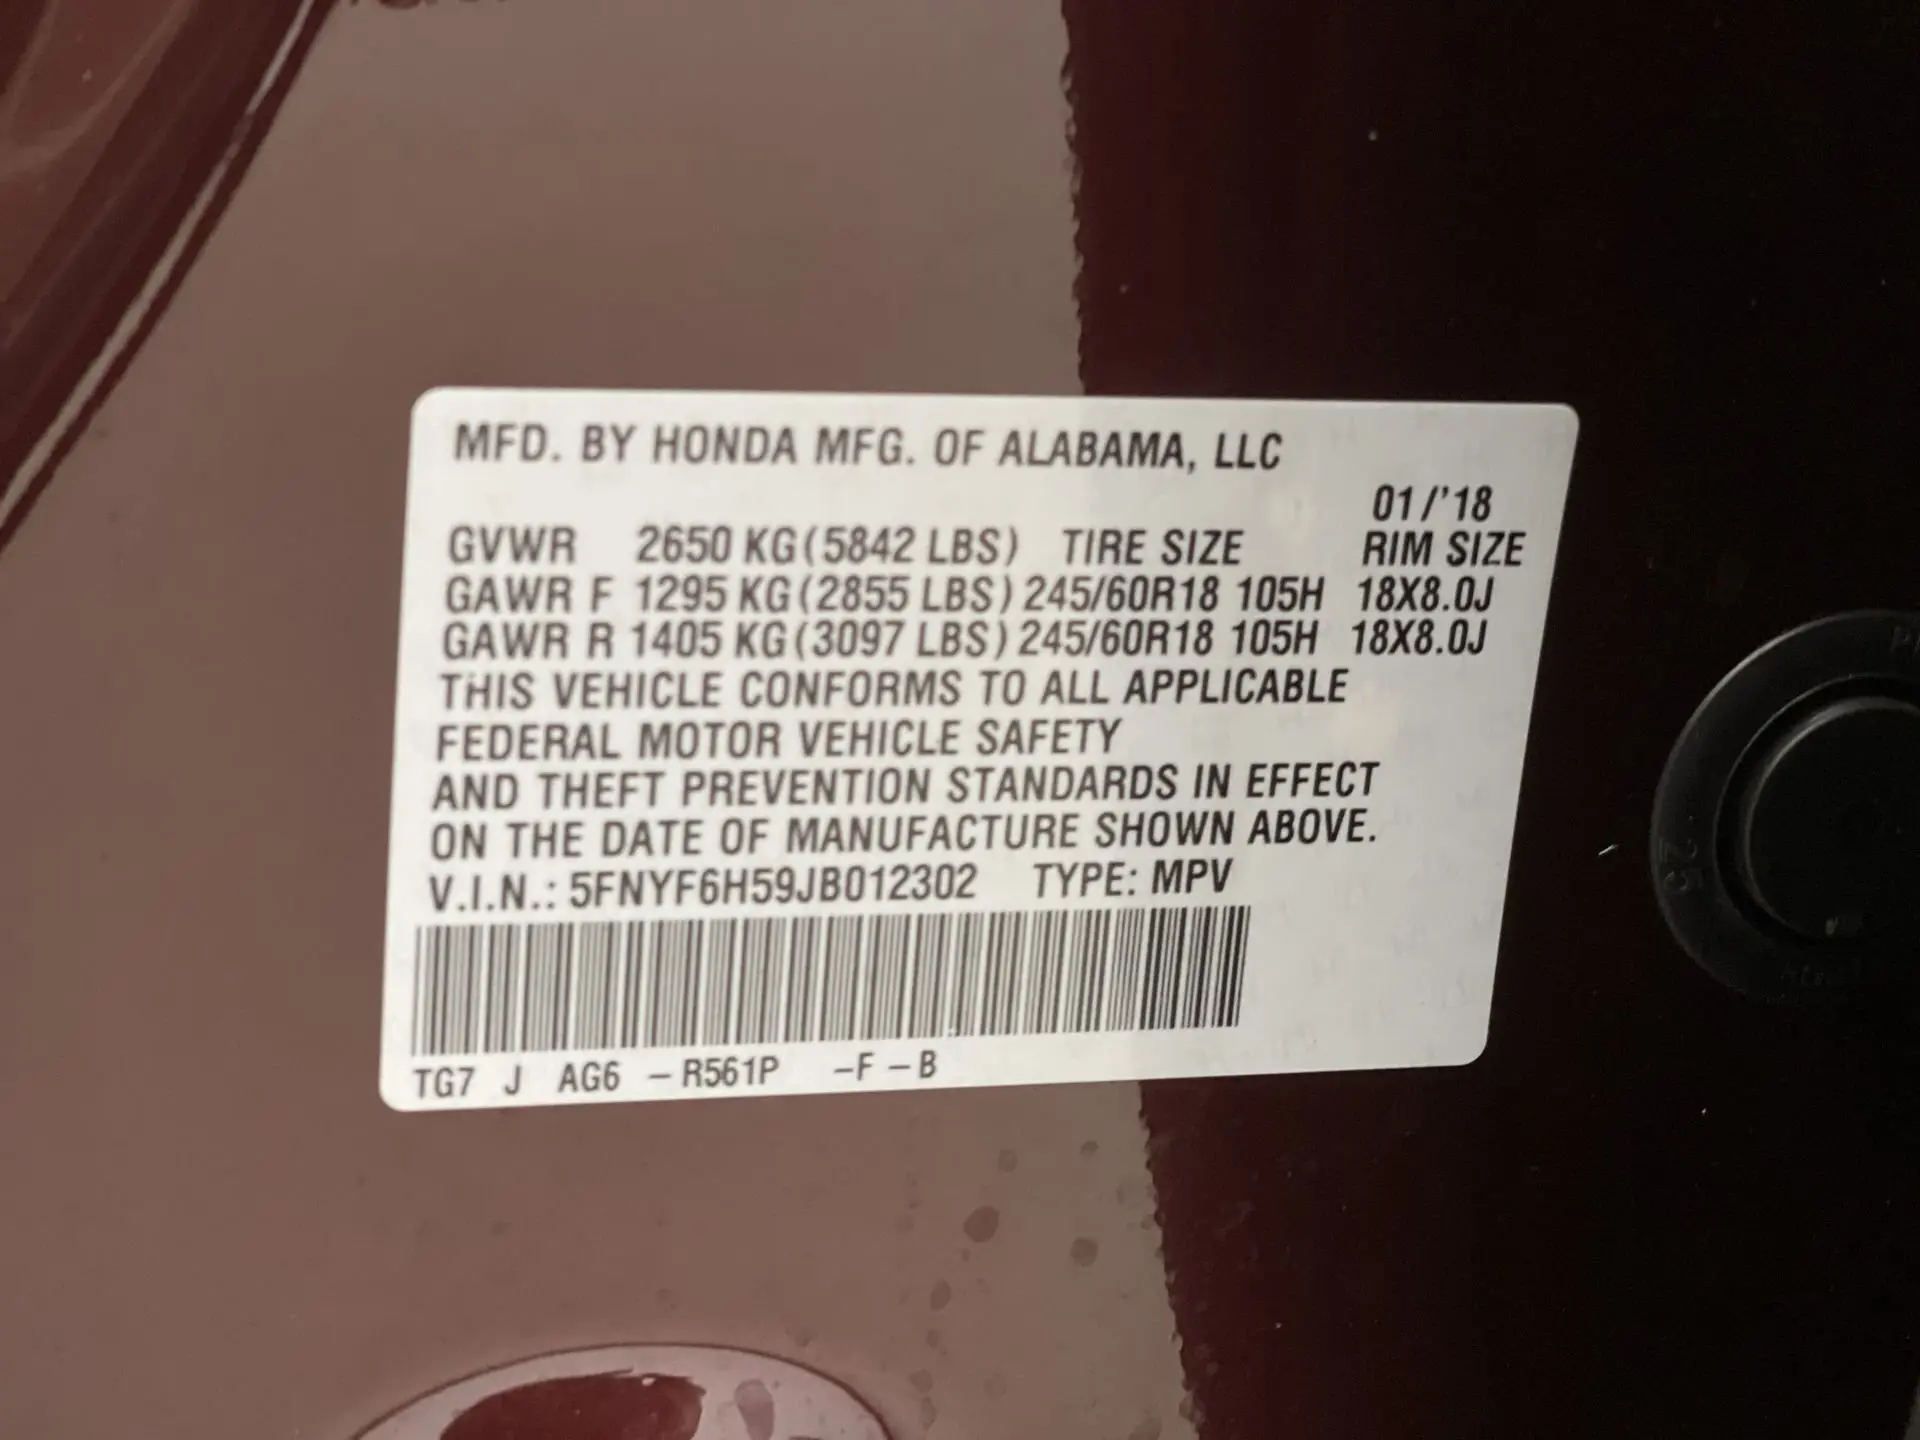 MFD. BY HONDA MFG. OF ALABAMA, LLC
01/'18
GVWR 2650 KG (5842 LBS) TIRE SIZE RIM SIZE
GAWR F 1295 KG (2855 LBS) 245/60R18 105H 18X8.0J
GAWR R 1405 KG (3097 LBS) 245/60R18 105H 18X8.0J
THIS VEHICLE CONFORMS TO ALL APPLICABLE
FEDERAL MOTOR VEHICLE SAFETY
AND THEFT PREVENTION STANDARDS IN EFFECT
ON THE DATE OF MANUFACTURE SHOWN ABOVE.
V.I.N.: 5FNYF6H59JB012302 TYPE: MPV
TG7 J AG6 -R561P -F-B
25